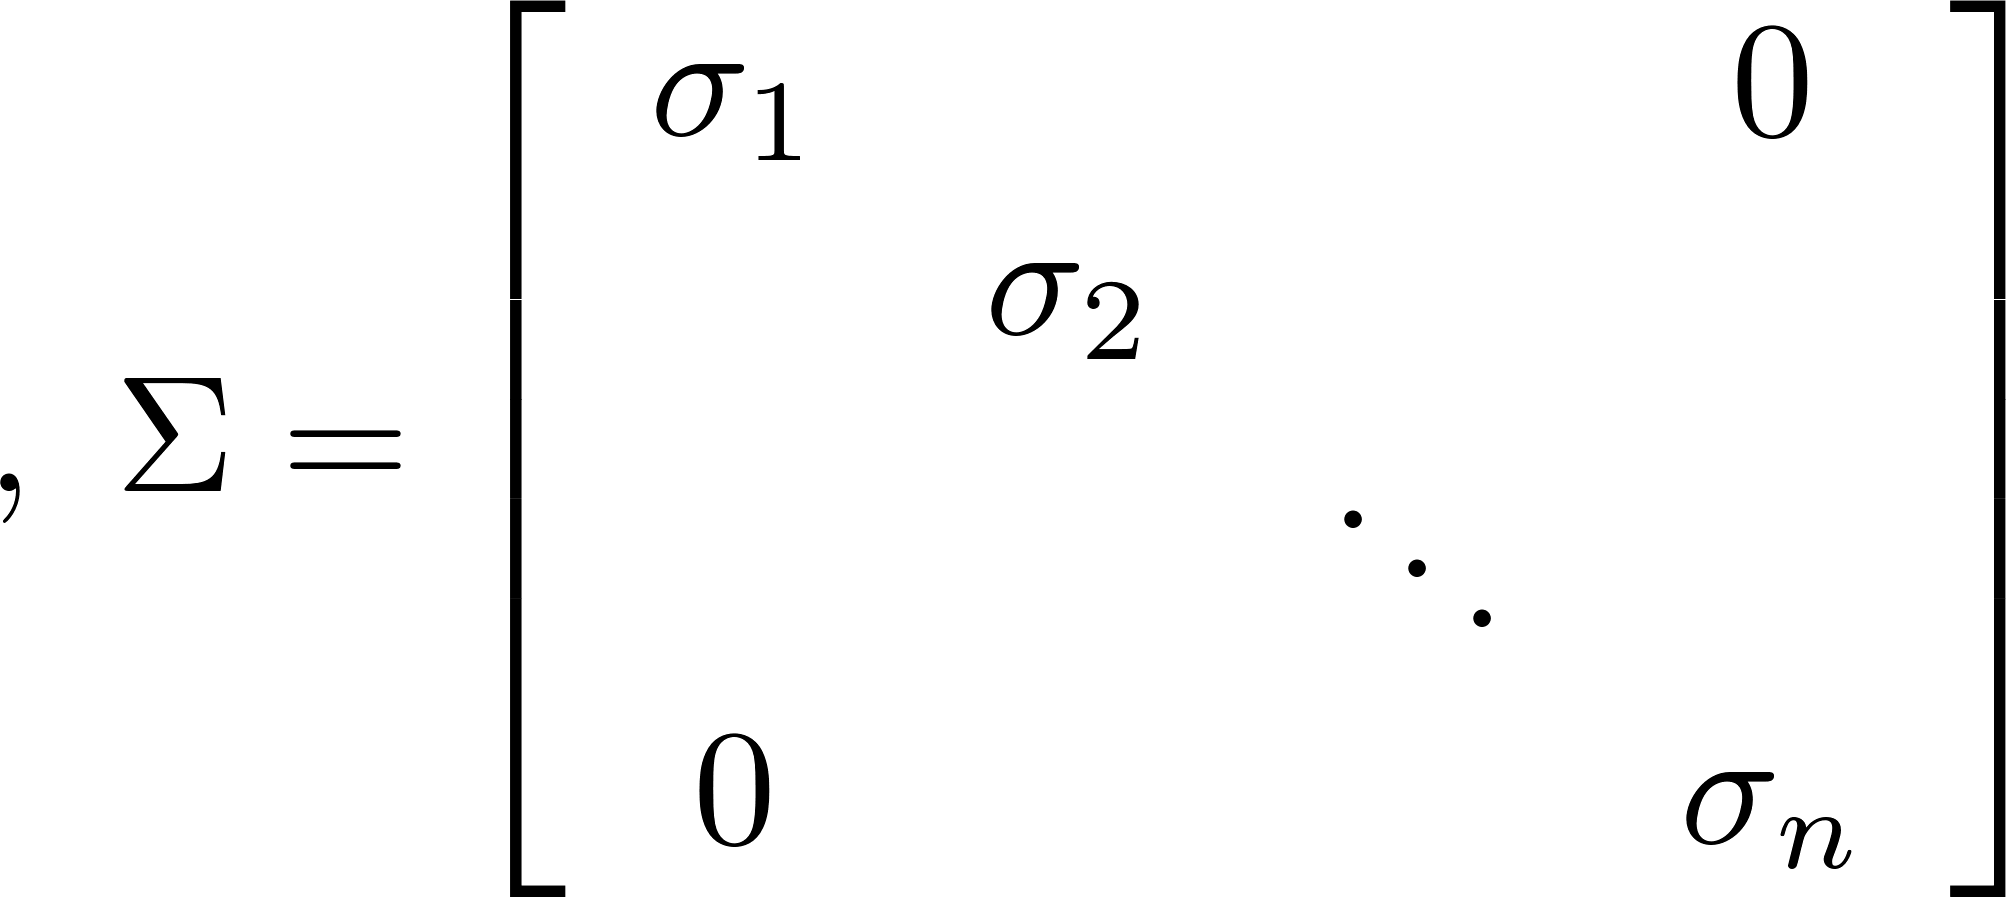 σ₁ 0
σ₂
, Σ =
⋱
0 σₙ